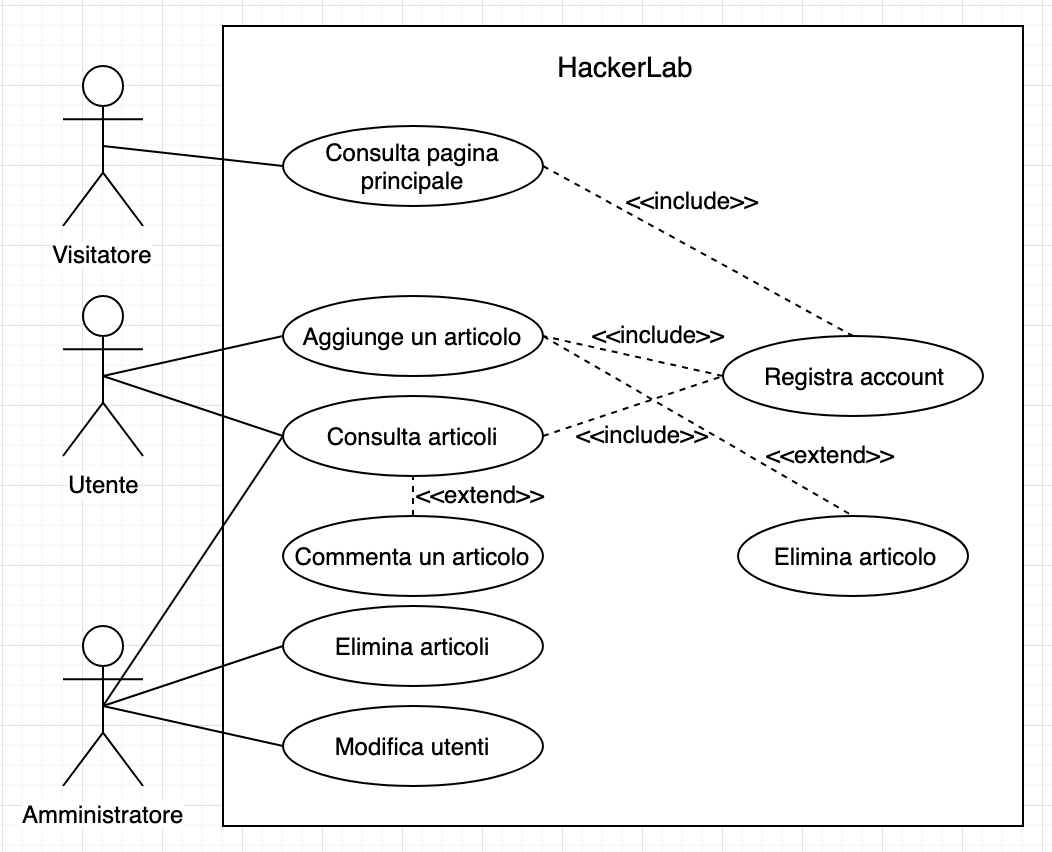 HackerLab
Consulta pagina
principale
<<include>>
Visitatore
Aggiunge un articolo
<<include>>
Registra account
Consulta articoli
<<include>>
<<extend>>
Utente
<<extend>>
Commenta un articolo
Elimina articolo
Elimina articoli
Modifica utenti
Amministratore